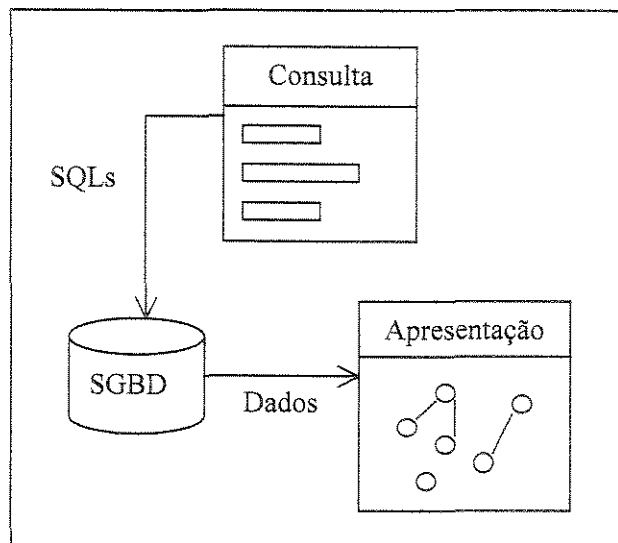 Consulta
SQLs
SGBD
Dados
Apresentação